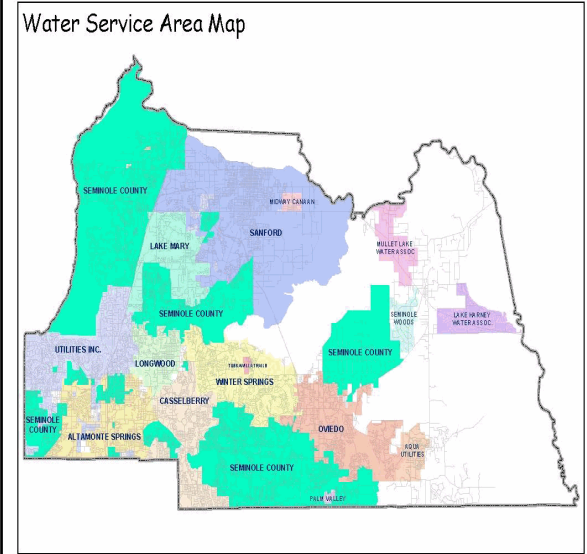 Water Service Area Map
SEMINOLE COUNTY
MIDWAY CANAAN
SANFORD
LAKE MARY
MULLET LAKE
WATER ASSOC
SEMINOLE COUNTY
SEMINOLE
WOODS
LAKE HARNEY
WATER ASSOC
UTILITIES INC.
LONGWOOD
SEMINOLE COUNTY
WINTER SPRINGS
CASSELBERRY
SEMINOLE
COUNTY
ALTAMONTE SPRINGS
OVIEDO
AQUA
UTILITIES
SEMINOLE COUNTY
PALM VALLEY